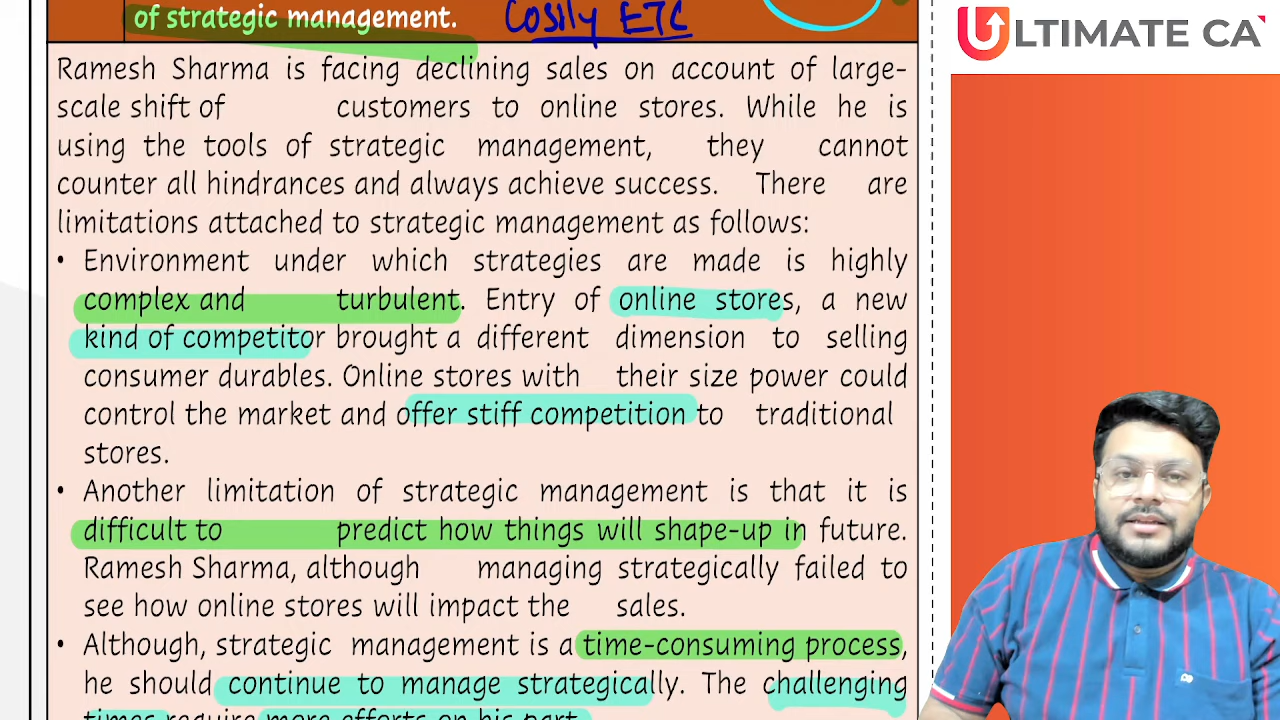 of strategic management.
Costly ETC
ULTIMATE CA
Ramesh Sharma is facing declining sales on account of large-
scale shift of customers to online stores. While he is
using the tools of strategic management, they cannot
counter all hindrances and always achieve success. There are
limitations attached to strategic management as follows:
• Environment under which strategies are made is highly
complex and turbulent. Entry of online stores, a new
kind of competitor brought a different dimension to selling
consumer durables. Online stores with their size power could
control the market and offer stiff competition to traditional
stores.
• Another limitation of strategic management is that it is
difficult to predict how things will shape-up in future.
Ramesh Sharma, although managing strategically failed to
see how online stores will impact the sales.
• Although, strategic management is a time-consuming process,
he should continue to manage strategically. The challenging
times require more efforts on his part.